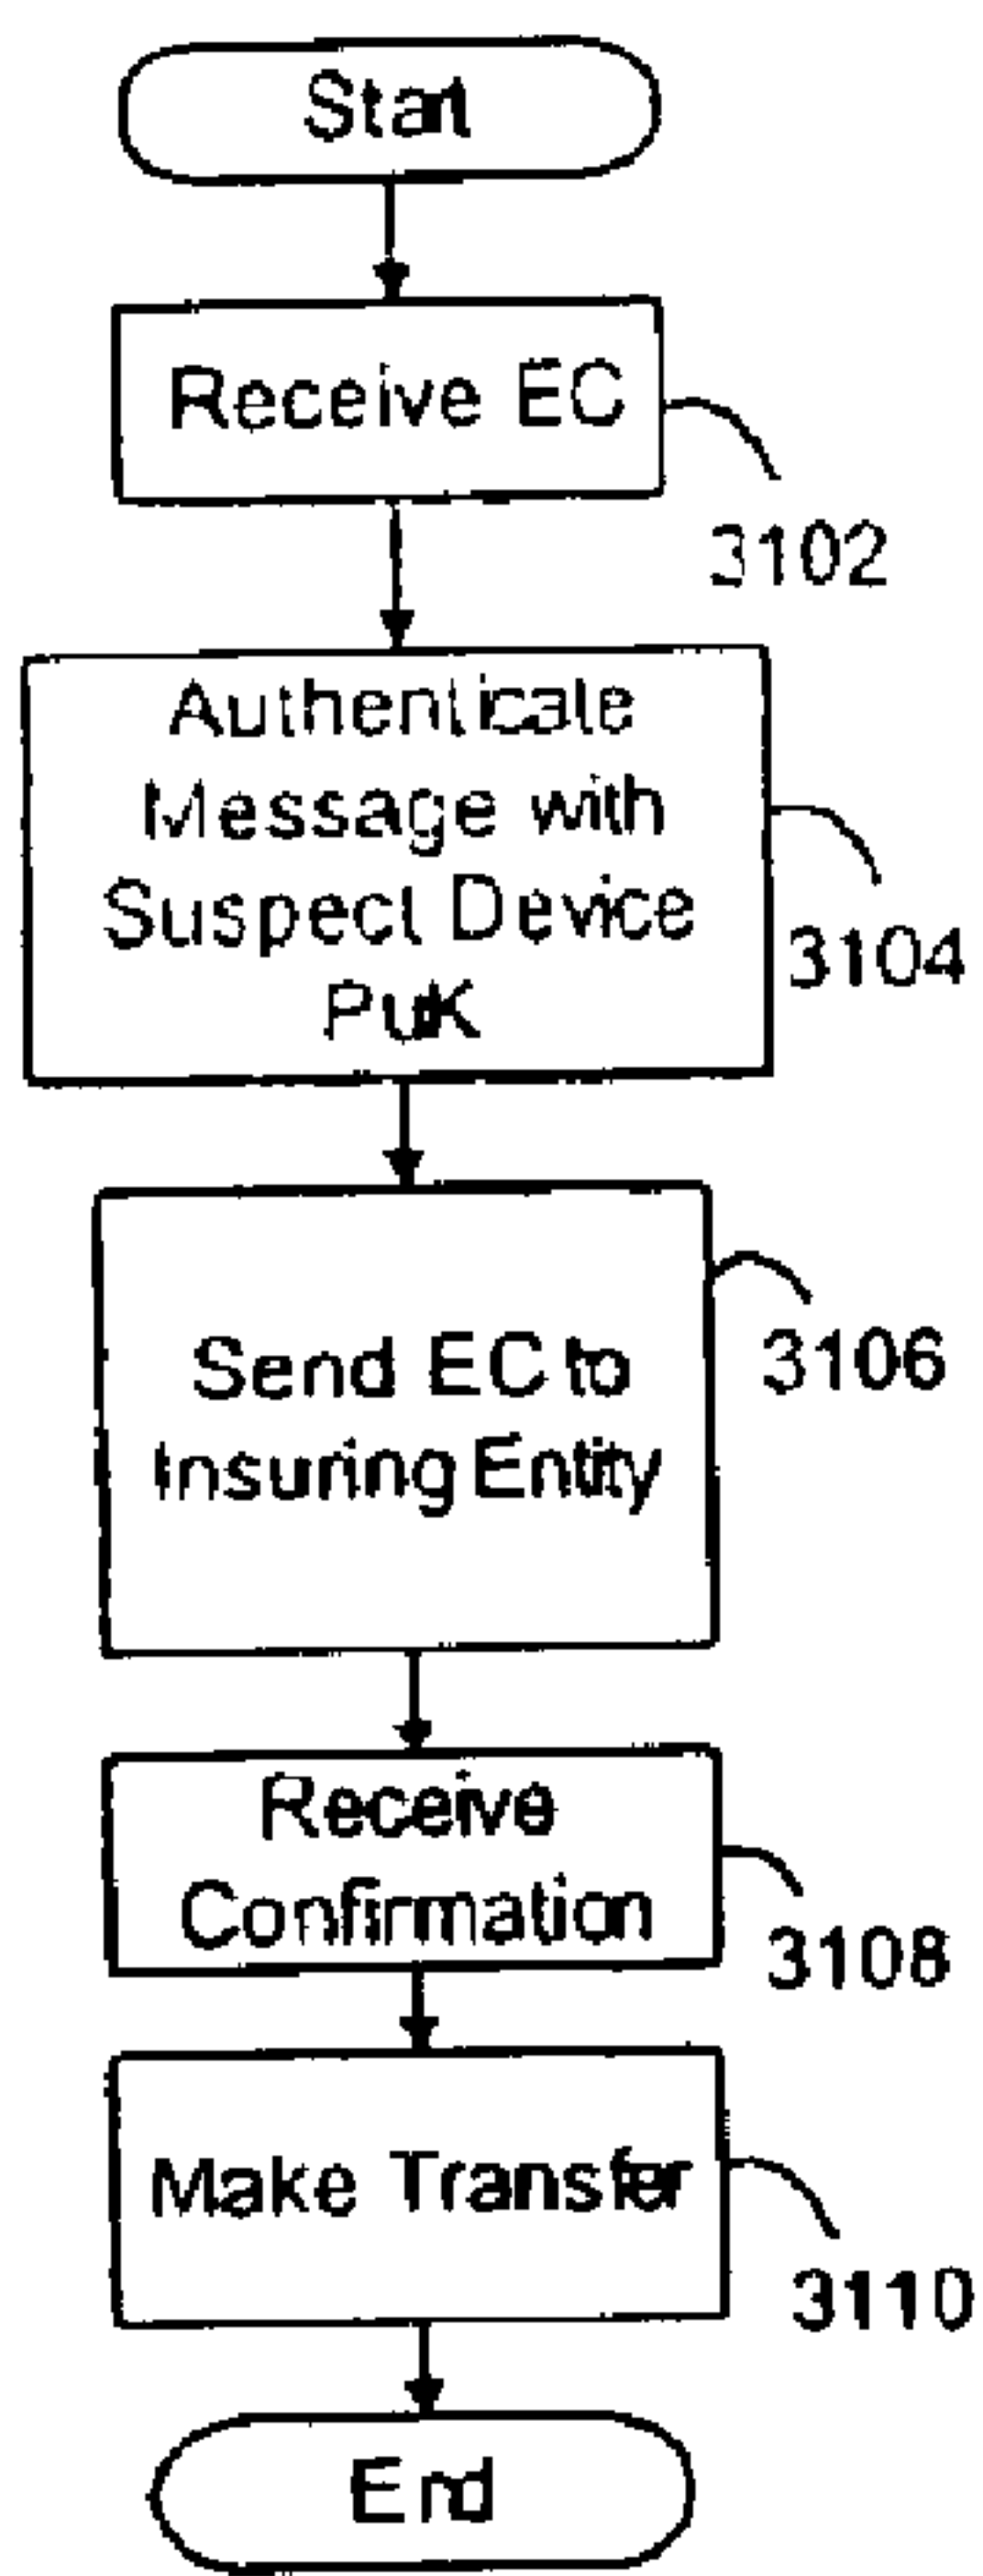 Start
Receive EC
3102
Authenticate
Message with
Suspect Device
PuK
3104
Send EC to
Insuring Entity
3106
Receive
Confirmation
3108
Make Transfer
3110
End